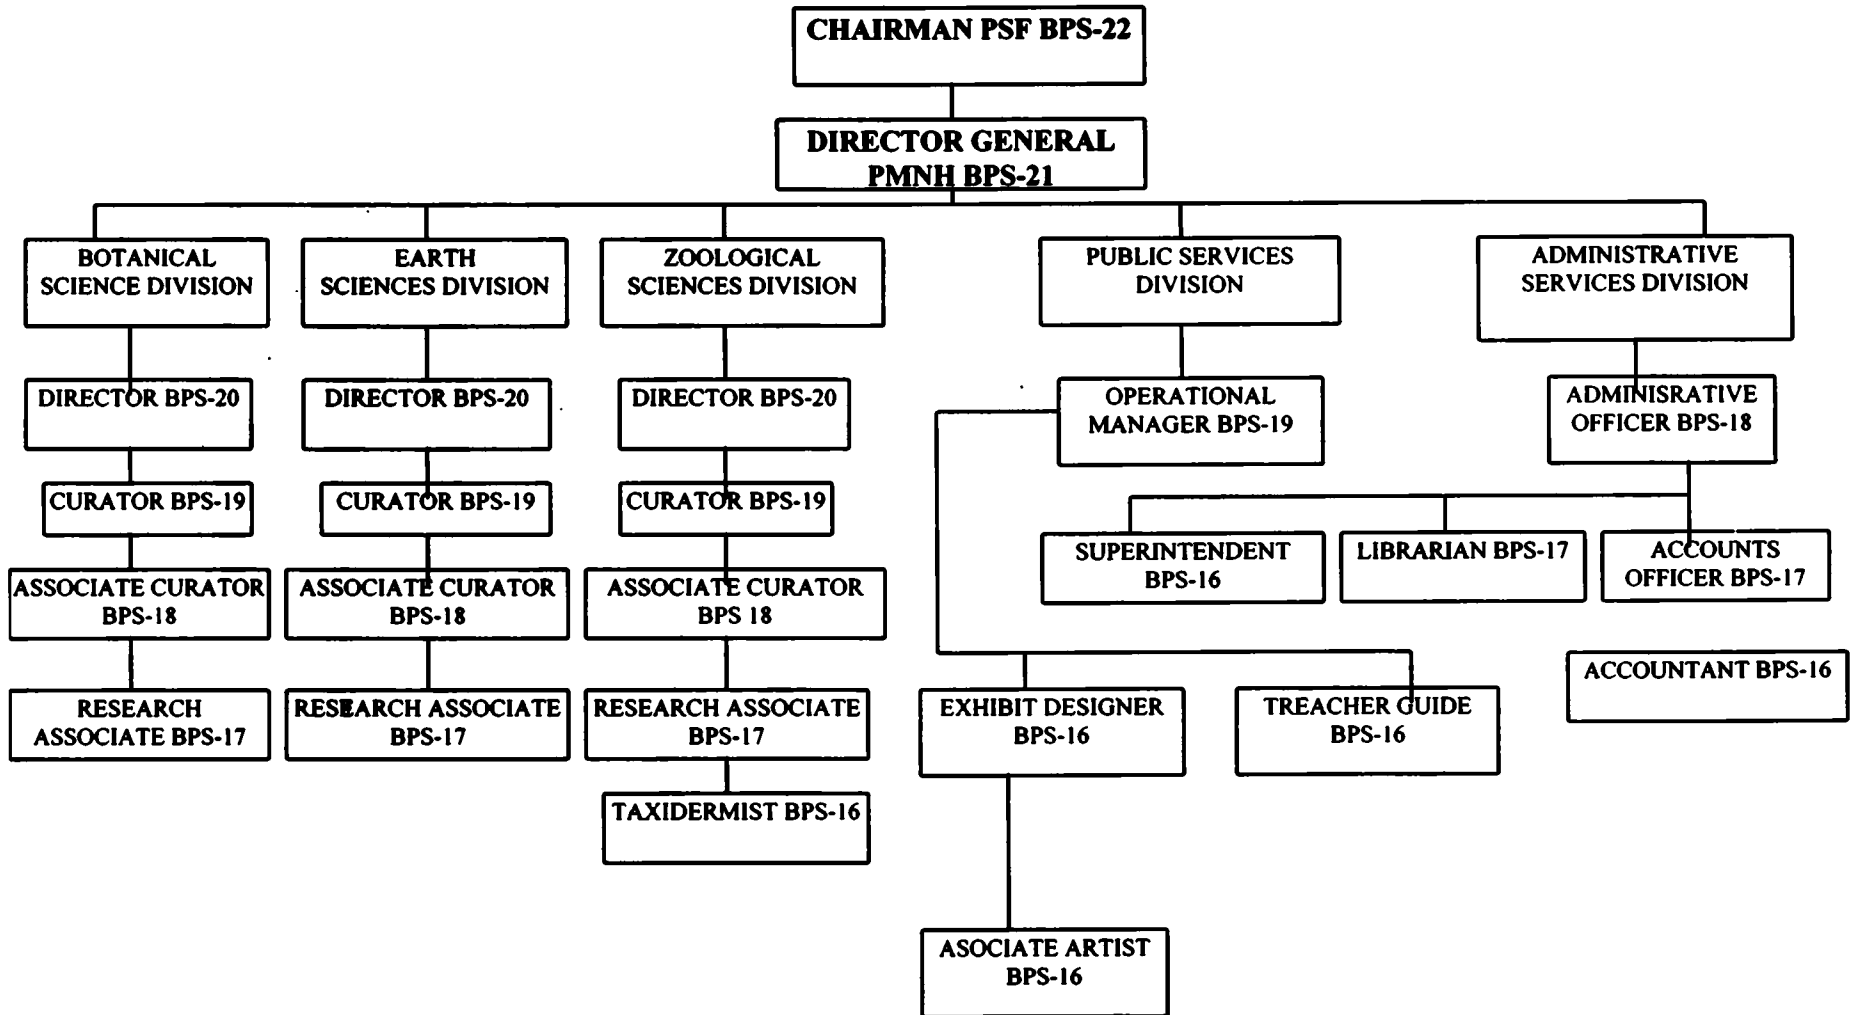 CHAIRMAN PSF BPS-22
DIRECTOR GENERAL
PMNH BPS-21
BOTANICAL
SCIENCE DIVISION
EARTH
SCIENCES DIVISION
ZOOLOGICAL
SCIENCES DIVISION
PUBLIC SERVICES
DIVISION
ADMINISTRATIVE
SERVICES DIVISION
DIRECTOR BPS-20
DIRECTOR BPS-20
DIRECTOR BPS-20
OPERATIONAL
MANAGER BPS-19
ADMINISRATIVE
OFFICER BPS-18
CURATOR BPS-19
CURATOR BPS-19
CURATOR BPS-19
SUPERINTENDENT
BPS-16
LIBRARIAN BPS-17
ACCOUNTS
OFFICER BPS-17
ASSOCIATE CURATOR
BPS-18
ASSOCIATE CURATOR
BPS-18
ASSOCIATE CURATOR
BPS 18
ACCOUNTANT BPS-16
RESEARCH
ASSOCIATE BPS-17
RESEARCH ASSOCIATE
BPS-17
RESEARCH ASSOCIATE
BPS-17
EXHIBIT DESIGNER
BPS-16
TREACHER GUIDE
BPS-16
TAXIDERMIST BPS-16
ASOCIATE ARTIST
BPS-16